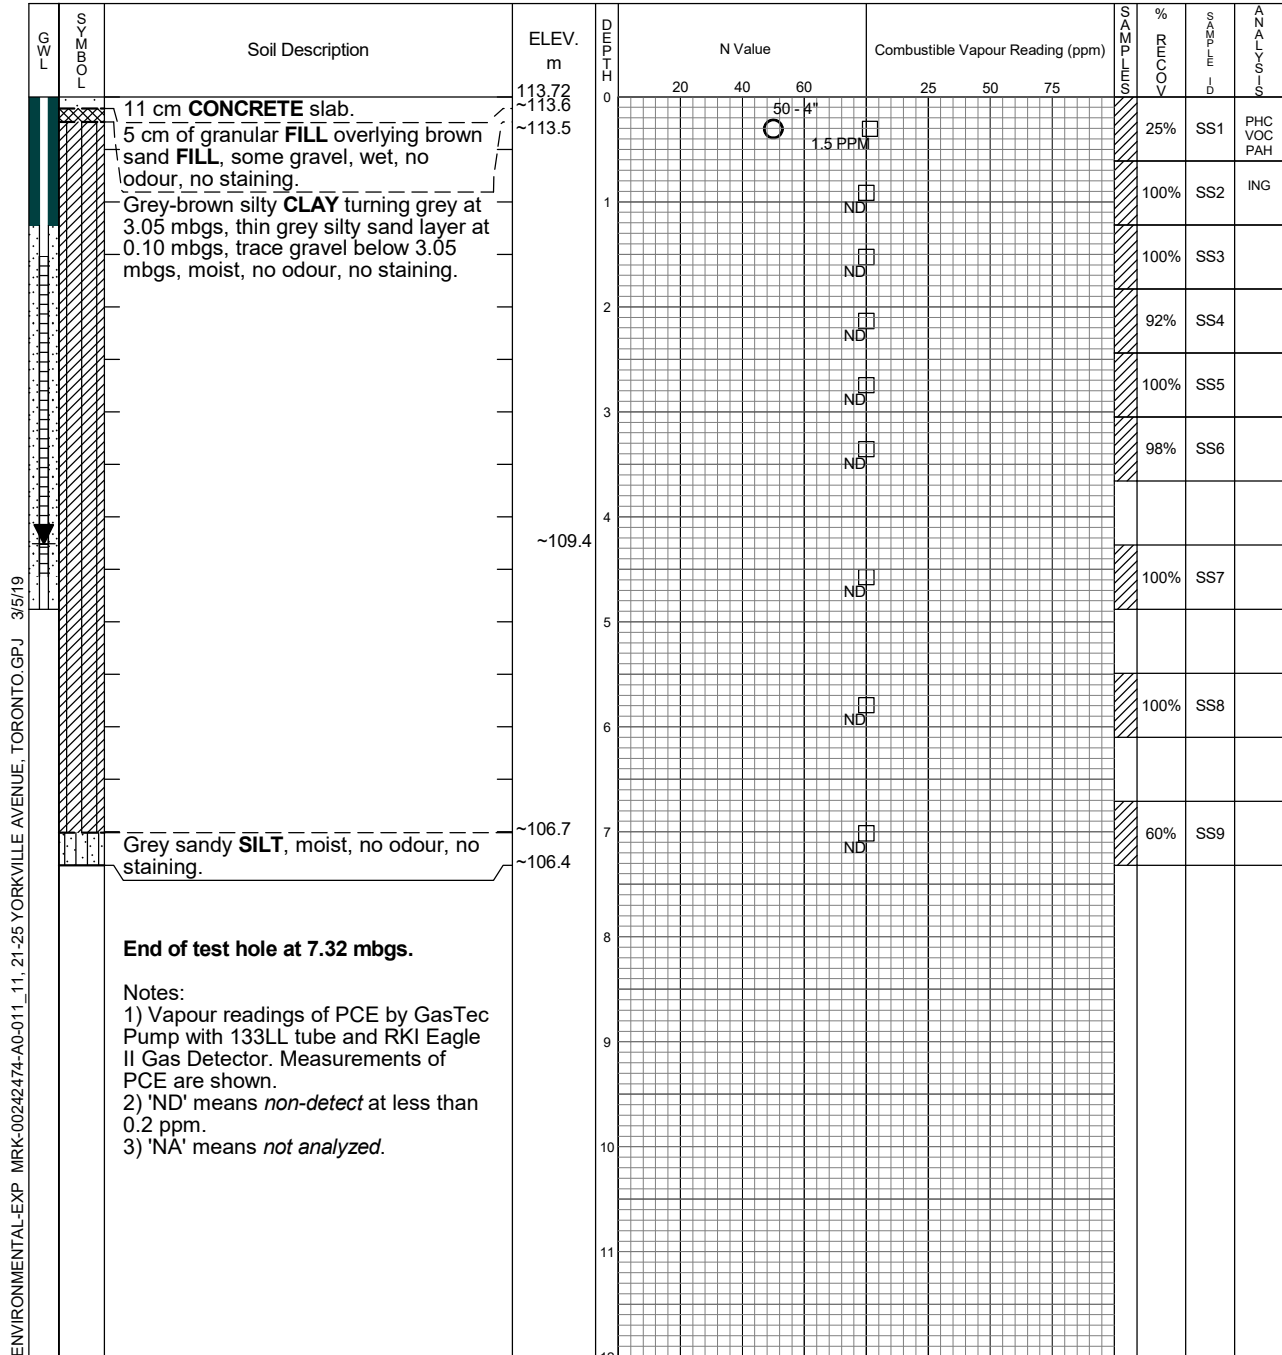 GWL
SYMBOL
Soil Description
ELEV.
m
DEPTH
N Value
Combustible Vapour Reading (ppm)
20 40 60
25 50 75
SAMPLES
% RECOV
SAMPLE ID
ANALYSIS
113.72
0
11 cm CONCRETE slab.
~113.6
50 - 4"
5 cm of granular FILL overlying brown
~113.5
sand FILL, some gravel, wet, no
odour, no staining.
1.5 PPM
25% SS1
PHC
VOC
PAH
Grey-brown silty CLAY turning grey at
3.05 mbgs, thin grey silty sand layer at
0.10 mbgs, trace gravel below 3.05
mbgs, moist, no odour, no staining.
1
ND
100% SS2 ING
ND
100% SS3
2
ND
92% SS4
ND
100% SS5
3
ND
98% SS6
4
~109.4
ND
100% SS7
5
ND
100% SS8
6
~106.7
7
ND
60% SS9
Grey sandy SILT, moist, no odour, no
staining.
~106.4
8
End of test hole at 7.32 mbgs.
Notes:
1) Vapour readings of PCE by GasTec
Pump with 133LL tube and RKI Eagle
II Gas Detector. Measurements of
PCE are shown.
2) 'ND' means non-detect at less than
0.2 ppm.
3) 'NA' means not analyzed.
9
10
11
ENVIRONMENTAL-EXP MRK-00242474-A0-011_11, 21-25 YORKVILLE AVENUE, TORONTO.GPJ 3/5/19